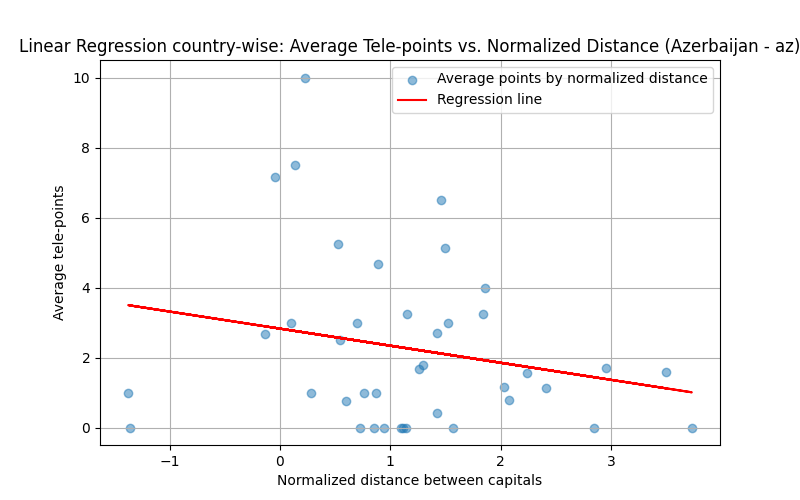 Linear Regression country-wise: Average Tele-points vs. Normalized Distance (Azerbaijan - az)
Average points by normalized distance
Regression line
10
8
6
4
2
0
Average tele-points
−1 0 1 2 3
Normalized distance between capitals